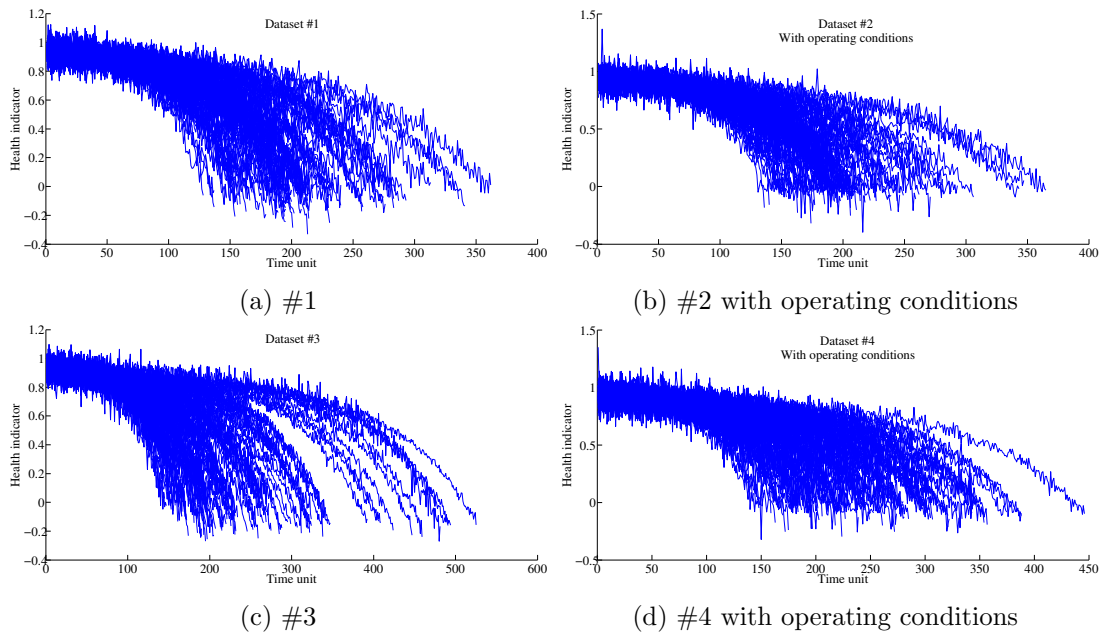 Dataset #1
1.2
1
0.8
0.6
0.4
0.2
0
−0.2
−0.4
Health indicator
0 50 100 150 200 250 300 350 400
Time unit
(a) #1
Dataset #2
With operating conditions
1.5
1
0.5
0
−0.5
Health indicator
0 50 100 150 200 250 300 350 400
Time unit
(b) #2 with operating conditions
Dataset #3
1.2
1
0.8
0.6
0.4
0.2
0
−0.2
−0.4
Health indicator
0 100 200 300 400 500 600
Time unit
(c) #3
Dataset #4
With operating conditions
1.5
1
0.5
0
−0.5
Health indicator
0 50 100 150 200 250 300 350 400 450
Time unit
(d) #4 with operating conditions